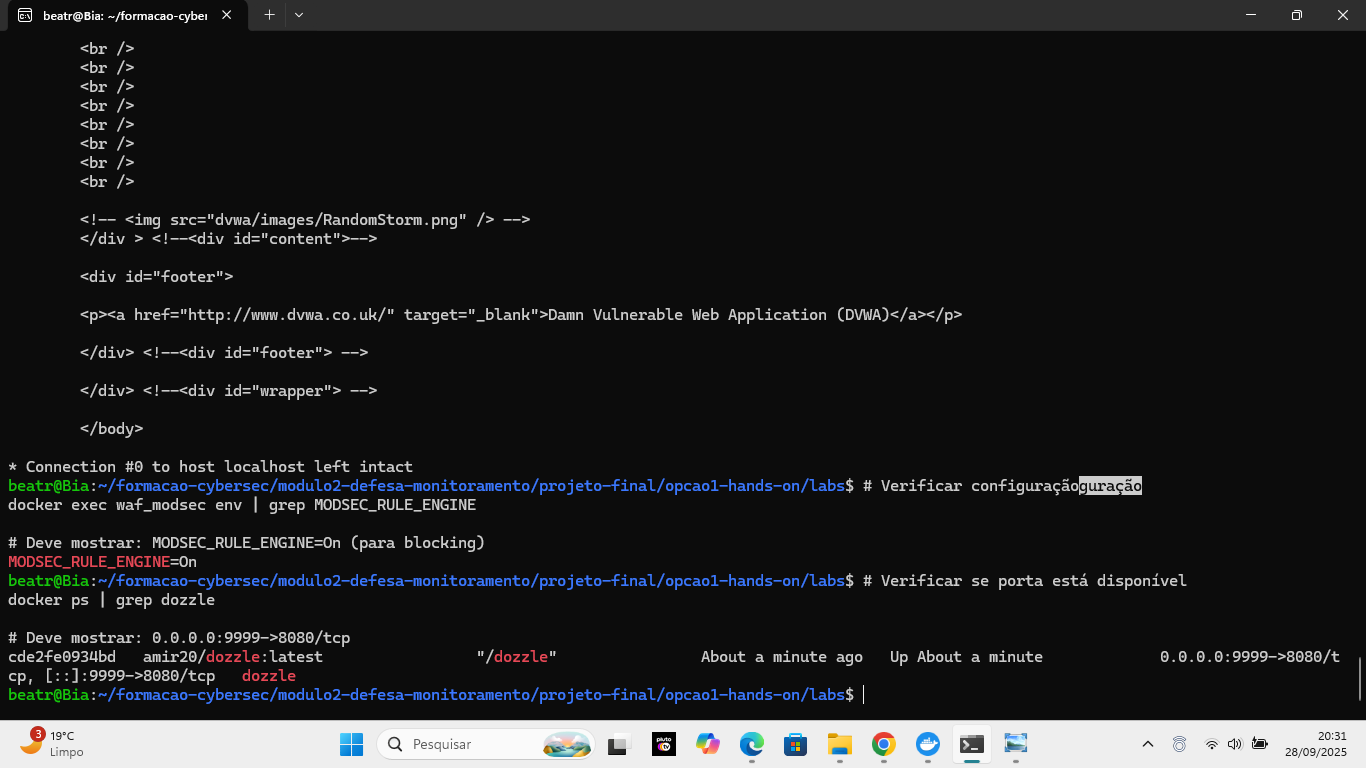 beatr@Bia: ~/formacao-cyber
<br />
<br />
<br />
<br />
<br />
<br />
<br />
<br />
<!-- <img src="dvwa/images/RandomStorm.png" /> -->
</div > <!--<div id="content">-->
<div id="footer">
<p><a href="http://www.dvwa.co.uk/" target="_blank">Damn Vulnerable Web Application (DVWA)</a></p>
</div> <!--<div id="footer"> -->
</div> <!--<div id="wrapper"> -->
</body>
* Connection #0 to host localhost left intact
beatr@Bia:~/formacao-cybersec/modulo2-defesa-monitoramento/projeto-final/opcao1-hands-on/labs$ # Verificar configuraçãoguração
docker exec waf_modsec env | grep MODSEC_RULE_ENGINE
# Deve mostrar: MODSEC_RULE_ENGINE=On (para blocking)
MODSEC_RULE_ENGINE=On
beatr@Bia:~/formacao-cybersec/modulo2-defesa-monitoramento/projeto-final/opcao1-hands-on/labs$ # Verificar se porta está disponível
docker ps | grep dozzle
# Deve mostrar: 0.0.0.0:9999->8080/tcp
cde2fe0934bd   amir20/dozzle:latest   "/dozzle"   About a minute ago   Up About a minute   0.0.0.0:9999->8080/t
cp, [::]:9999->8080/tcp   dozzle
beatr@Bia:~/formacao-cybersec/modulo2-defesa-monitoramento/projeto-final/opcao1-hands-on/labs$
3
19°C
Limpo
Pesquisar
pluto tv
20:31
28/09/2025